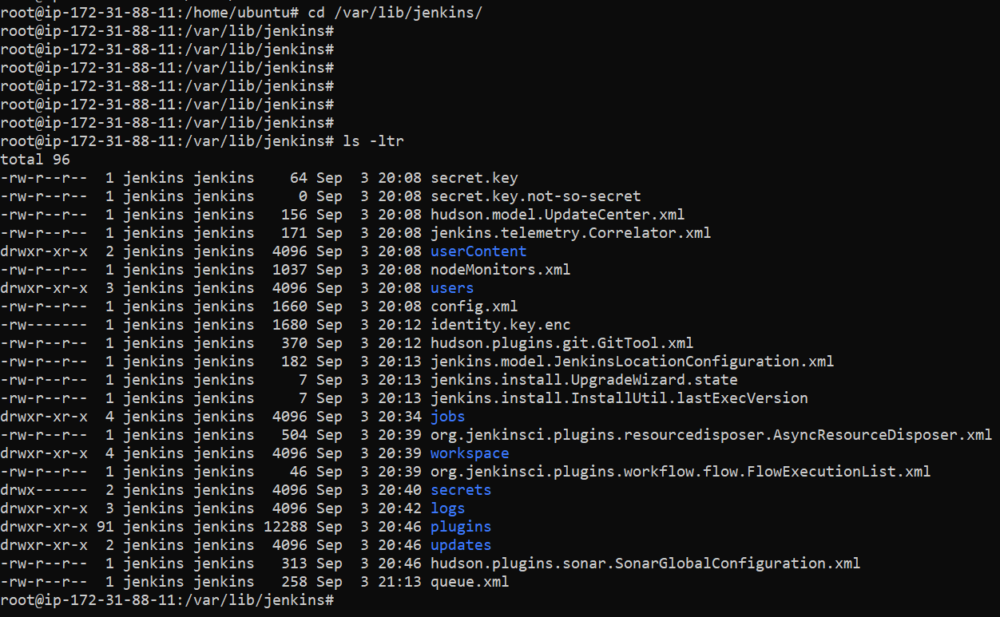 root@ip-172-31-88-11:/home/ubuntu# cd /var/lib/jenkins/
root@ip-172-31-88-11:/var/lib/jenkins#
root@ip-172-31-88-11:/var/lib/jenkins#
root@ip-172-31-88-11:/var/lib/jenkins#
root@ip-172-31-88-11:/var/lib/jenkins#
root@ip-172-31-88-11:/var/lib/jenkins#
root@ip-172-31-88-11:/var/lib/jenkins#
root@ip-172-31-88-11:/var/lib/jenkins# ls -ltr
total 96
-rw-r--r--  1 jenkins jenkins    64 Sep  3 20:08 secret.key
-rw-r--r--  1 jenkins jenkins     0 Sep  3 20:08 secret.key.not-so-secret
-rw-r--r--  1 jenkins jenkins   156 Sep  3 20:08 hudson.model.UpdateCenter.xml
-rw-r--r--  1 jenkins jenkins   171 Sep  3 20:08 jenkins.telemetry.Correlator.xml
drwxr-xr-x  2 jenkins jenkins  4096 Sep  3 20:08 userContent
-rw-r--r--  1 jenkins jenkins  1037 Sep  3 20:08 nodeMonitors.xml
drwxr-xr-x  3 jenkins jenkins  4096 Sep  3 20:08 users
-rw-r--r--  1 jenkins jenkins  1660 Sep  3 20:08 config.xml
-rw-------  1 jenkins jenkins  1680 Sep  3 20:12 identity.key.enc
-rw-r--r--  1 jenkins jenkins   370 Sep  3 20:12 hudson.plugins.git.GitTool.xml
-rw-r--r--  1 jenkins jenkins   182 Sep  3 20:13 jenkins.model.JenkinsLocationConfiguration.xml
-rw-r--r--  1 jenkins jenkins     7 Sep  3 20:13 jenkins.install.UpgradeWizard.state
-rw-r--r--  1 jenkins jenkins     7 Sep  3 20:13 jenkins.install.InstallUtil.lastExecVersion
drwxr-xr-x  4 jenkins jenkins  4096 Sep  3 20:34 jobs
-rw-r--r--  1 jenkins jenkins   504 Sep  3 20:39 org.jenkinsci.plugins.resourcedisposer.AsyncResourceDisposer.xml
drwxr-xr-x  4 jenkins jenkins  4096 Sep  3 20:39 workspace
-rw-r--r--  1 jenkins jenkins    46 Sep  3 20:39 org.jenkinsci.plugins.workflow.flow.FlowExecutionList.xml
drwx------  2 jenkins jenkins  4096 Sep  3 20:40 secrets
drwxr-xr-x  3 jenkins jenkins  4096 Sep  3 20:42 logs
drwxr-xr-x 91 jenkins jenkins 12288 Sep  3 20:46 plugins
drwxr-xr-x  2 jenkins jenkins  4096 Sep  3 20:46 updates
-rw-r--r--  1 jenkins jenkins   313 Sep  3 20:46 hudson.plugins.sonar.SonarGlobalConfiguration.xml
-rw-r--r--  1 jenkins jenkins   258 Sep  3 21:13 queue.xml
root@ip-172-31-88-11:/var/lib/jenkins#